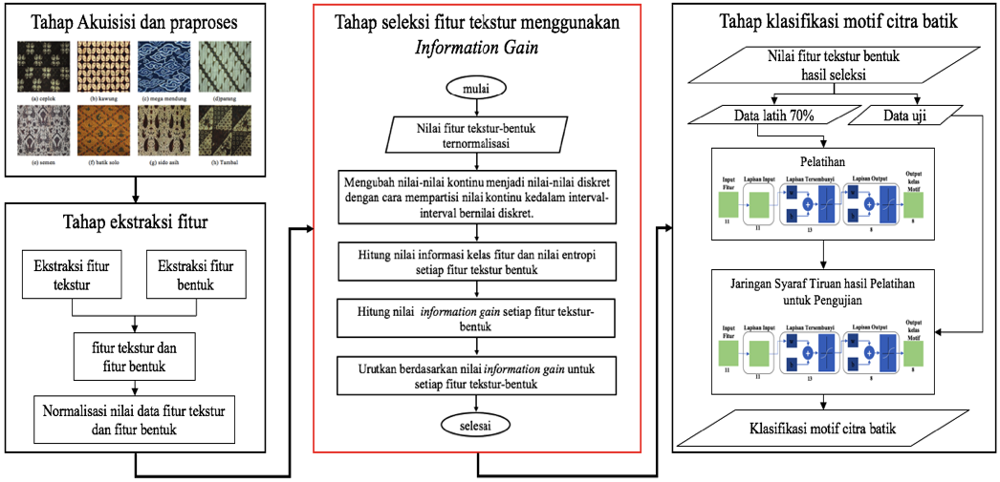 Tahap Akuisisi dan praproses
(a) ceplok
(b) kawung
(c) mega mendung
(d)parang
(e) semen
(f) batik solo
(g) sido asih
(h) Tambal
Tahap ekstraksi fitur
Ekstraksi fitur
tekstur
Ekstraksi fitur
bentuk
fitur tekstur dan
fitur bentuk
Normalisasi nilai data fitur tekstur
dan fitur bentuk
Tahap seleksi fitur tekstur menggunakan
Information Gain
mulai
Nilai fitur tekstur-bentuk
ternormalisasi
Mengubah nilai-nilai kontinu menjadi nilai-nilai diskret
dengan cara mempartisi nilai kontinu kedalam interval-
interval bernilai diskret.
Hitung nilai informasi kelas fitur dan nilai entropi
setiap fitur tekstur bentuk
Hitung nilai information gain setiap fitur tekstur-
bentuk
Urutkan berdasarkan nilai information gain untuk
setiap fitur tekstur-bentuk
selesai
Tahap klasifikasi motif citra batik
Nilai fitur tekstur bentuk
hasil seleksi
Data latih 70%
Data uji
Pelatihan
Input
Fitur
Lapisan Input
Lapisan Tersembunyi
Lapisan Output
Output
kelas
Motif
11
11
13
8
8
Jaringan Syaraf Tiruan hasil Pelatihan
untuk Pengujian
Input
Fitur
Lapisan Input
Lapisan Tersembunyi
Lapisan Output
Output
kelas
Motif
11
11
13
8
8
Klasifikasi motif citra batik